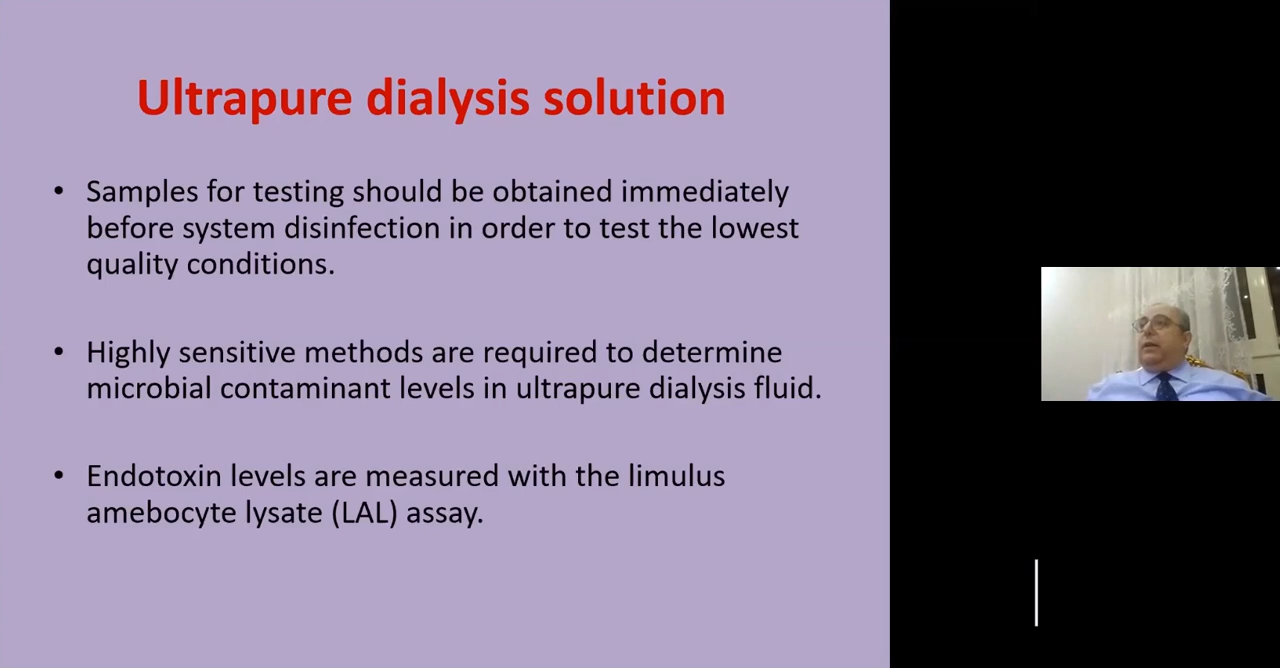 Ultrapure dialysis solution
• Samples for testing should be obtained immediately
before system disinfection in order to test the lowest
quality conditions.
• Highly sensitive methods are required to determine
microbial contaminant levels in ultrapure dialysis fluid.
• Endotoxin levels are measured with the limulus
amebocyte lysate (LAL) assay.